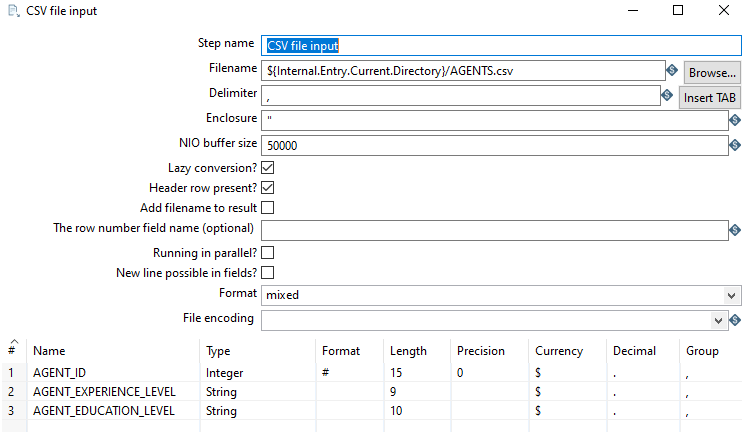 CSV file input
Step name CSV file input
Filename ${Internal.Entry.Current.Directory}/AGENTS.csv Browse...
Delimiter , Insert TAB
Enclosure "
NIO buffer size 50000
Lazy conversion?
Header row present?
Add filename to result
The row number field name (optional)
Running in parallel?
New line possible in fields?
Format mixed
File encoding
# Name Type Format Length Precision Currency Decimal Group
1 AGENT_ID Integer # 15 0 $ . ,
2 AGENT_EXPERIENCE_LEVEL String 9 $ . ,
3 AGENT_EDUCATION_LEVEL String 10 $ . ,